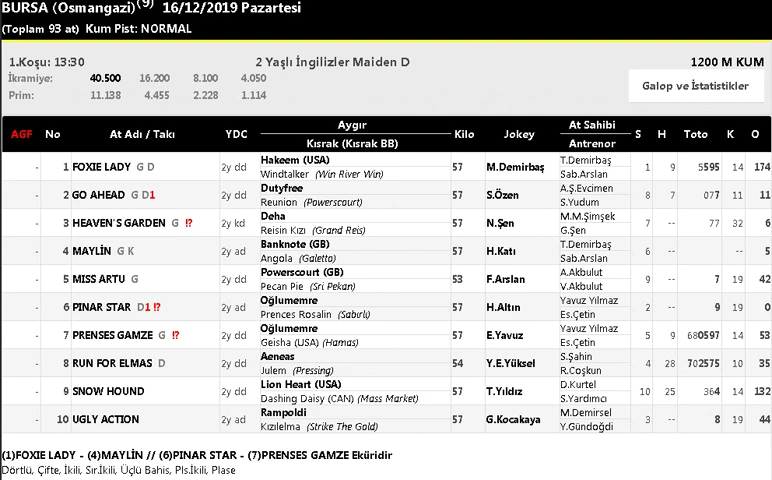 BURSA (Osmangazi)(9) 16/12/2019 Pazartesi
(Toplam 93 at) Kum Pist: NORMAL
1.Koşu: 13:30 2 Yaşlı İngilizler Maiden D 1200 M KUM
İkramiye: 40.500 16.200 8.100 4.050
Prim: 11.138 4.455 2.228 1.114
Galop ve İstatistikler
AGF No At Adı / Takı YDC Aygır Kilo Jokey At Sahibi S H Toto K O
Kısrak (Kısrak BB) Antrenor
- 1 FOXIE LADY G D 2y dd Hakeem (USA) 57 M.Demirbaş T.Demirbaş 1 9 5595 14 174
Windtalker (Win River Win) Sab.Arslan
- 2 GO AHEAD G D1 2y dd Dutyfree 57 S.Özen A.Ş.Evcimen 8 7 077 11 11
Reunion (Powerscourt) S.Yudum
- 3 HEAVEN'S GARDEN G !? 2y kd Deha 57 N.Şen M.M.Şimşek 7 -- 77 32 6
Reisin Kızı (Grand Reis) G.Şen
- 4 MAYLİN G K 2y ad Banknote (GB) 57 H.Katı T.Demirbaş 6 -- -- 5
Angola (Galetto) Sab.Arslan
- 5 MISS ARTU G 2y dd Powerscourt (GB) 53 F.Arslan A.Akbulut 9 -- 7 19 42
Pecan Pie (Sri Pekan) V.Akbulut
- 6 PINAR STAR D1 !? 2y ad Oğlumemre 57 H.Altın Yavuz Yılmaz 2 -- 9 19 0
Prences Rosalin (Sabırlı) Es.Çetin
- 7 PRENSES GAMZE G !? 2y dd Oğlumemre 57 E.Yavuz Yavuz Yılmaz 5 9 680597 14 53
Geisha (USA) (Hamas) Es.Çetin
- 8 RUN FOR ELMAS D 2y dd Aeneas 54 Y.E.Yüksel S.Şahin 4 28 702575 10 35
Julem (Pressing) R.Coşkun
- 9 SNOW HOUND 2y dd Lion Heart (USA) 57 T.Yıldız D.Kurtel 10 25 364 14 132
Dashing Daisy (CAN) (Mass Market) S.Yardımcı
- 10 UGLY ACTION 2y ad Rampoldi 57 G.Kocakaya M.Demirsel 3 -- 8 19 44
Kızılelma (Strike The Gold) Y.Gündoğdi
(1)FOXIE LADY - (4)MAYLİN // (6)PINAR STAR - (7)PRENSES GAMZE Eküridir
Dörtlü, Çifte, İkili, Sır.İkili, Üçlü Bahis, Pls.İkili, Plase